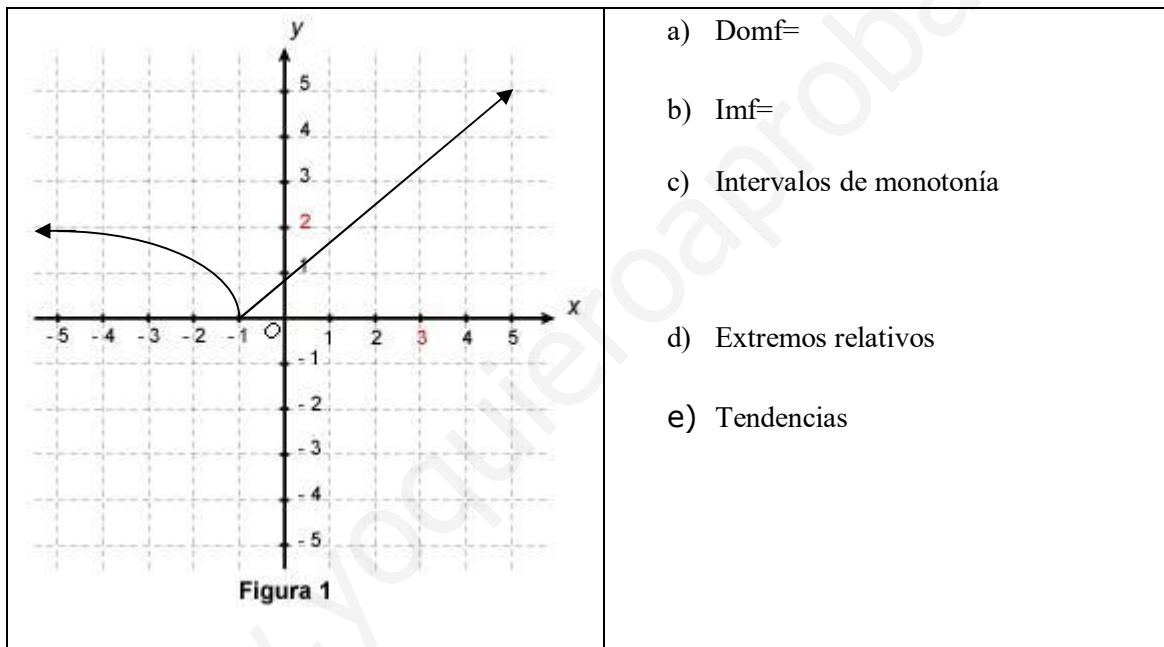 y
5
4
3
2
1
-5 -4 -3 -2 -1 O 1 2 3 4 5 x
-1
-2
-3
-4
-5
Figura 1
a) Domf=
b) Imf=
c) Intervalos de monotonía
d) Extremos relativos
e) Tendencias
.yoquieroaproba